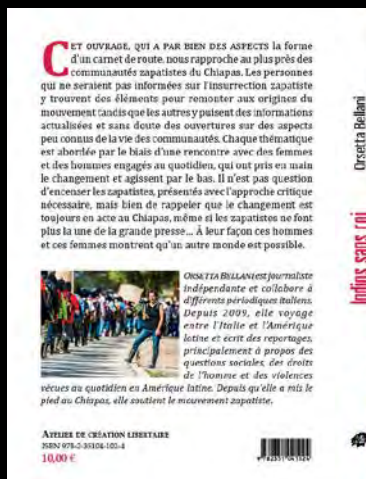 CET OUVRAGE, QUI A PAR BIEN DES ASPECTS la forme
d'un carnet de route, nous rapproche au plus près des
communautés zapatistes du Chiapas. Les personnes
qui ne seraient pas informées sur l'insurrection zapatiste
y trouvent des éléments pour remonter aux origines du
mouvement tandis que les autres y puisent des informations
actualisées et sans doute des ouvertures sur des aspects
peu connus de la vie des communautés. Chaque thématique
est abordée par le biais d'une rencontre avec des femmes
et des hommes engagés au quotidien, qui ont pris en main
le changement et agissent par le bas. Il n'est pas question
d'encenser les zapatistes, présentés avec l'approche critique
nécessaire, mais bien de rappeler que le changement est
toujours en acte au Chiapas, même si les zapatistes ne font
plus la une de la grande presse... À leur façon ces hommes
et ces femmes montrent qu'un autre monde est possible.
ORSETTA BELLANI est journaliste
indépendante et collabore à
différents périodiques italiens.
Depuis 2009, elle voyage
entre l'Italie et l'Amérique
latine et écrit des reportages,
principalement à propos des
questions sociales, des droits
de l'homme et des violences
vécues au quotidien en Amérique latine. Depuis qu'elle a mis le
pied au Chiapas, elle soutient le mouvement zapatiste.
ATELIER DE CRÉATION LIBERTAIRE
ISBN 978-2-35104-102-4
10,00 €
Orsetta Bellani
Indios sans roi